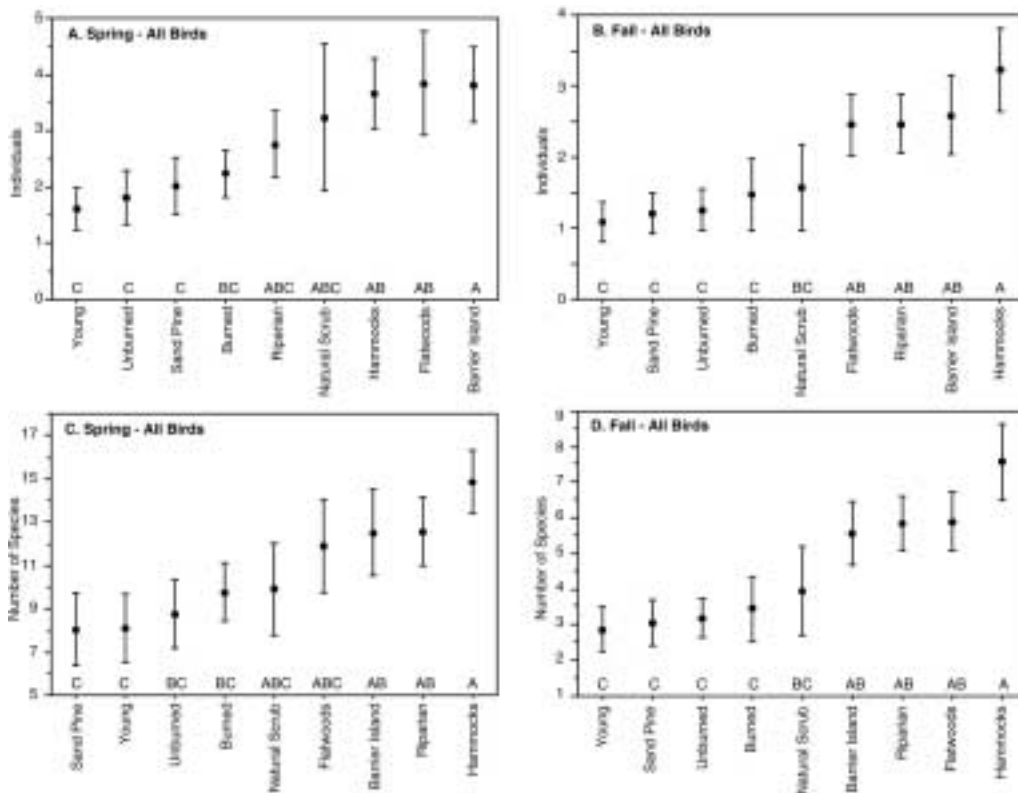 A. Spring - All Birds
Individuals
5
4
3
2
1
0
C C C BC ABC ABC AB AB A
Young
Unburned
Sand Pine
Burned
Riparian
Natural Scrub
Hammocks
Flatwoods
Barrier Island
B. Fall - All Birds
Individuals
4
3
2
1
0
C C C C BC AB AB AB A
Young
Sand Pine
Unburned
Burned
Natural Scrub
Flatwoods
Riparian
Barrier Island
Hammocks
C. Spring - All Birds
Number of Species
17
15
13
11
9
7
5
C C BC BC ABC ABC AB AB A
Sand Pine
Young
Unburned
Burned
Natural Scrub
Flatwoods
Barrier Island
Riparian
Hammocks
D. Fall - All Birds
Number of Species
9
8
7
6
5
4
3
2
1
C C C C BC AB AB AB A
Young
Sand Pine
Unburned
Burned
Natural Scrub
Barrier Island
Riparian
Flatwoods
Hammocks